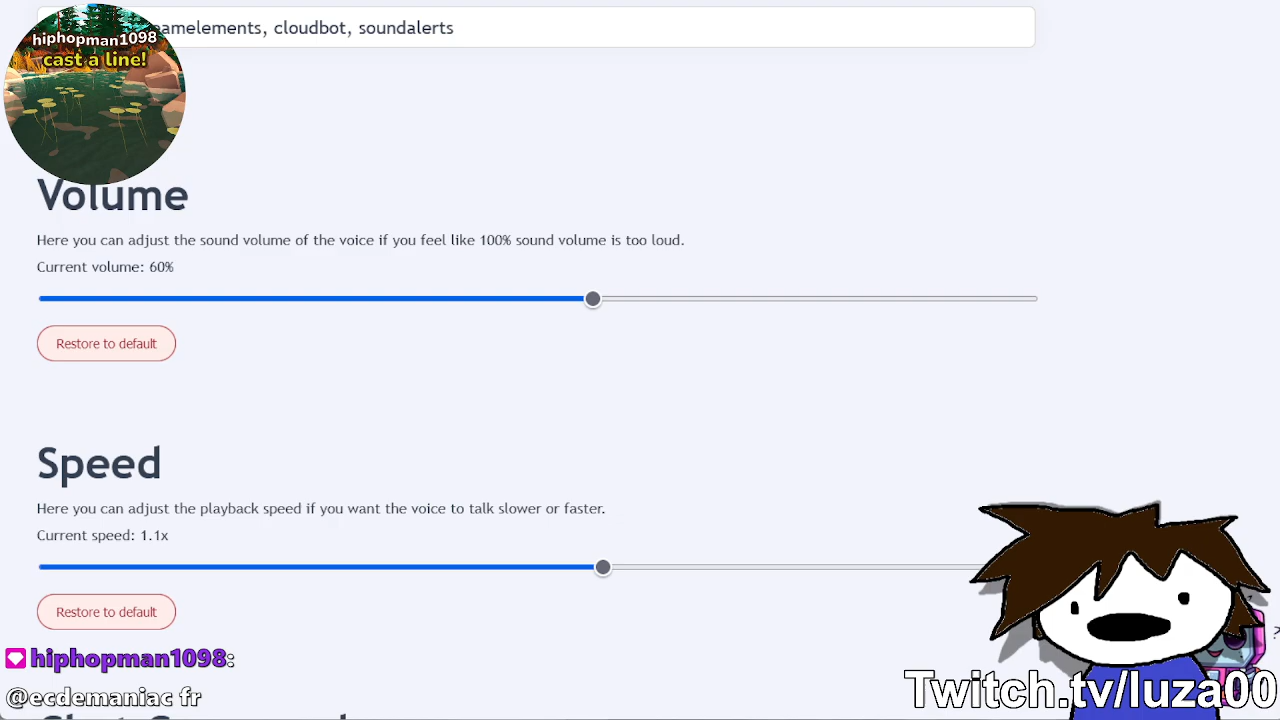 amelements, cloudbot, soundalerts
hiphopman1098
cast a line!
Volume
Here you can adjust the sound volume of the voice if you feel like 100% sound volume is too loud.
Current volume: 60%
Restore to default
Speed
Here you can adjust the playback speed if you want the voice to talk slower or faster.
Current speed: 1.1x
Restore to default
hiphopman1098:
@ecdemaniac fr
Twitch.tv/luza00